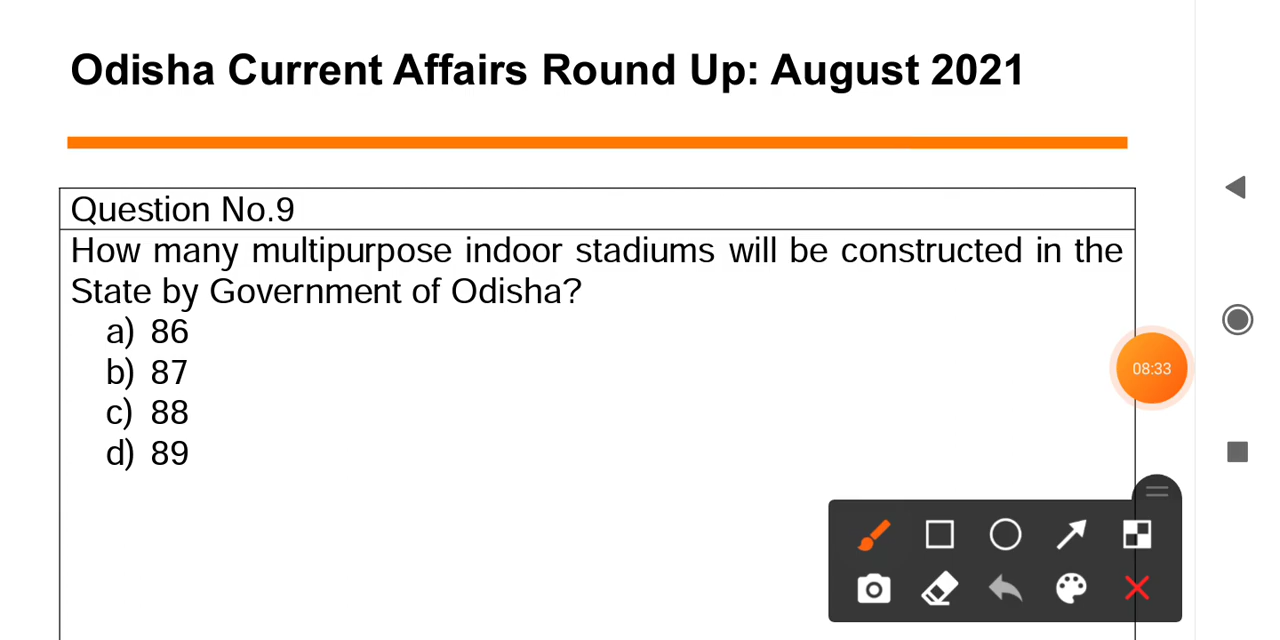 Odisha Current Affairs Round Up: August 2021
Question No.9
How many multipurpose indoor stadiums will be constructed in the
State by Government of Odisha?
a) 86
b) 87
c) 88
d) 89
08:33